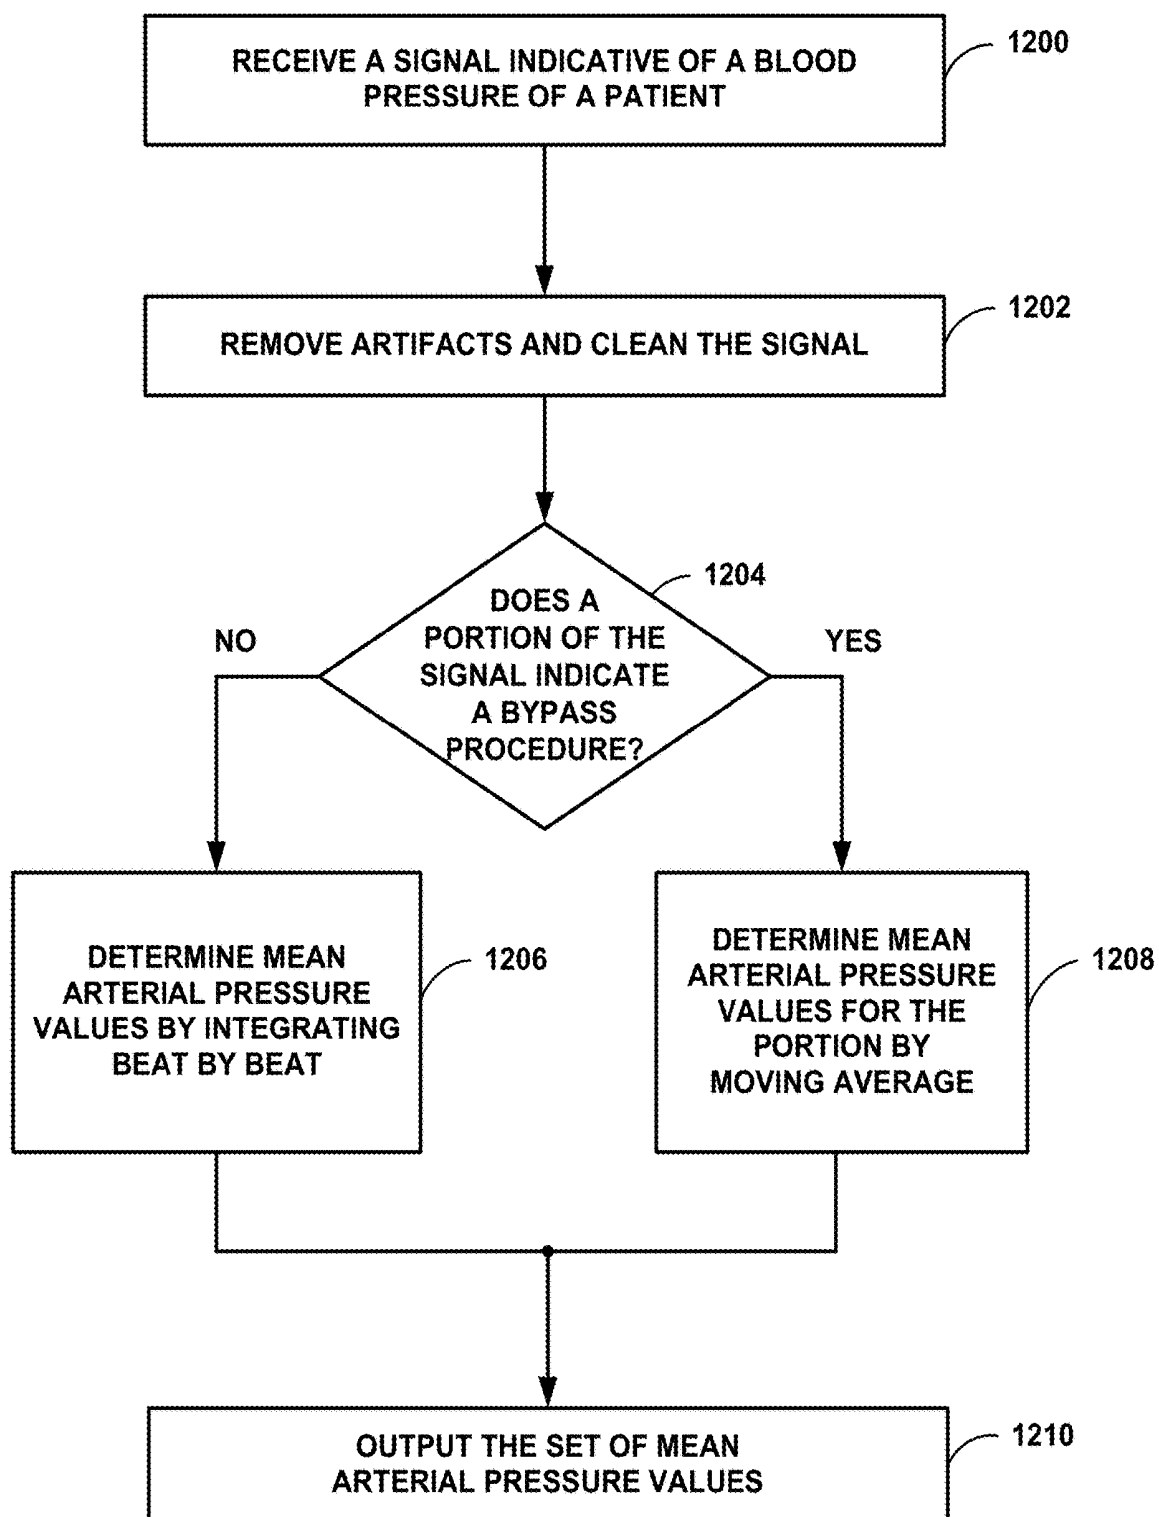 RECEIVE A SIGNAL INDICATIVE OF A BLOOD
PRESSURE OF A PATIENT
1200
REMOVE ARTIFACTS AND CLEAN THE SIGNAL
1202
DOES A
PORTION OF THE
SIGNAL INDICATE
A BYPASS
PROCEDURE?
1204
NO
YES
DETERMINE MEAN
ARTERIAL PRESSURE
VALUES BY INTEGRATING
BEAT BY BEAT
1206
DETERMINE MEAN
ARTERIAL PRESSURE
VALUES FOR THE
PORTION BY
MOVING AVERAGE
1208
OUTPUT THE SET OF MEAN
ARTERIAL PRESSURE VALUES
1210